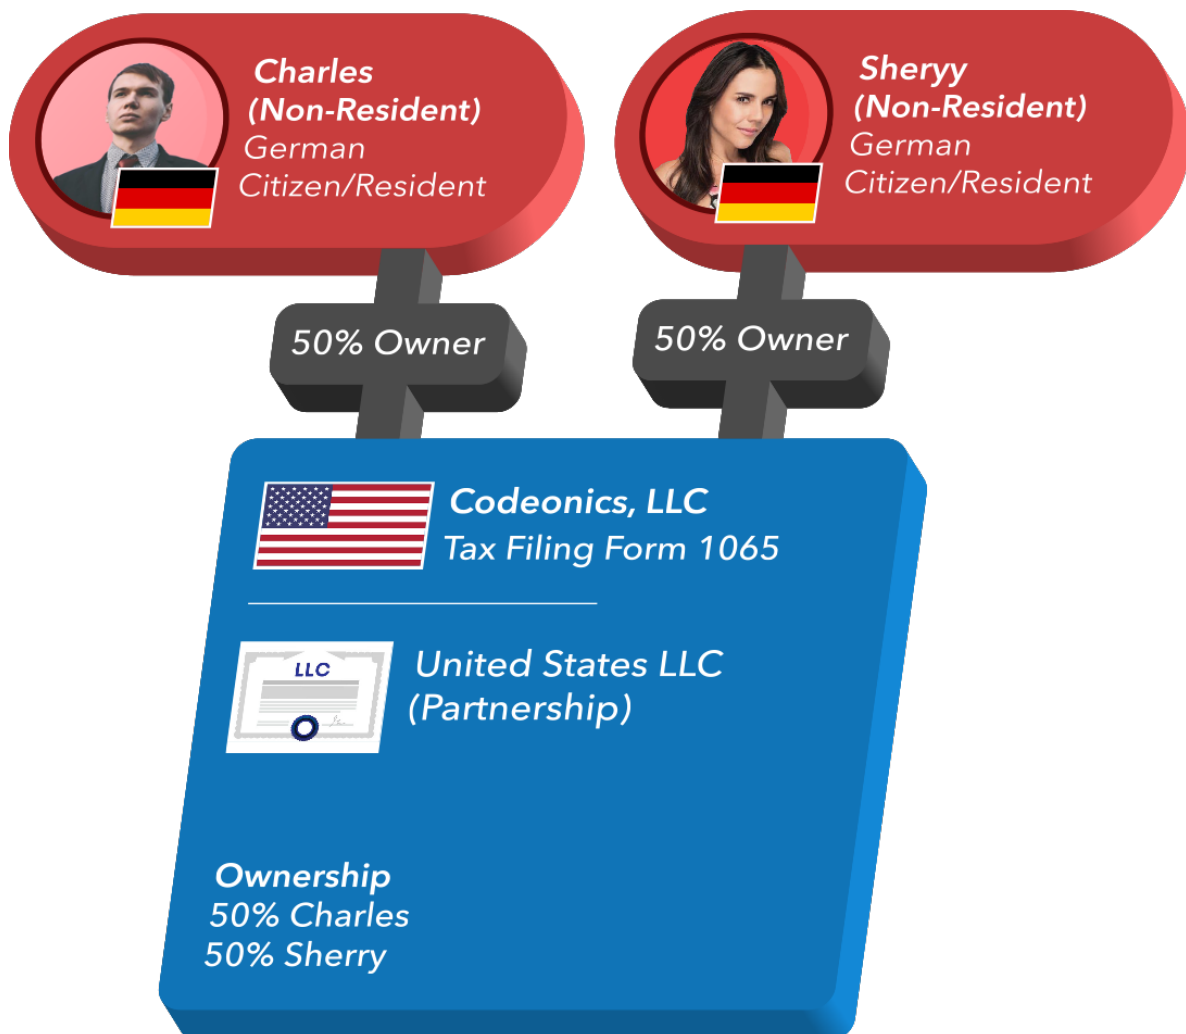 Charles
(Non-Resident)
German
Citizen/Resident
Sheryy
(Non-Resident)
German
Citizen/Resident
50% Owner
50% Owner
Codeonics, LLC
Tax Filing Form 1065
LLC
United States LLC
(Partnership)
Ownership
50% Charles
50% Sherry